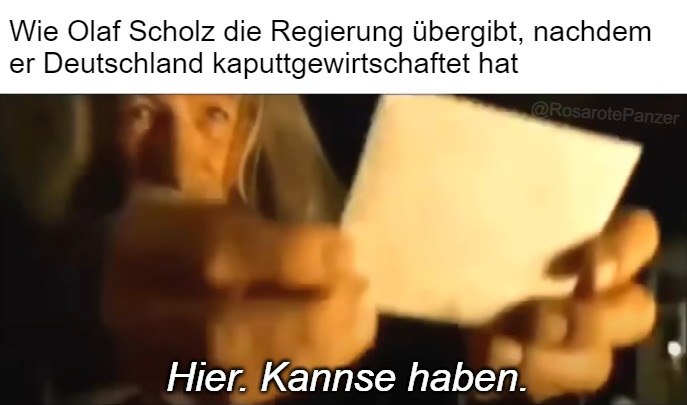 Wie Olaf Scholz die Regierung übergibt, nachdem
er Deutschland kaputtgewirtschaftet hat
@RosarotePanzer
Hier. Kannse haben.